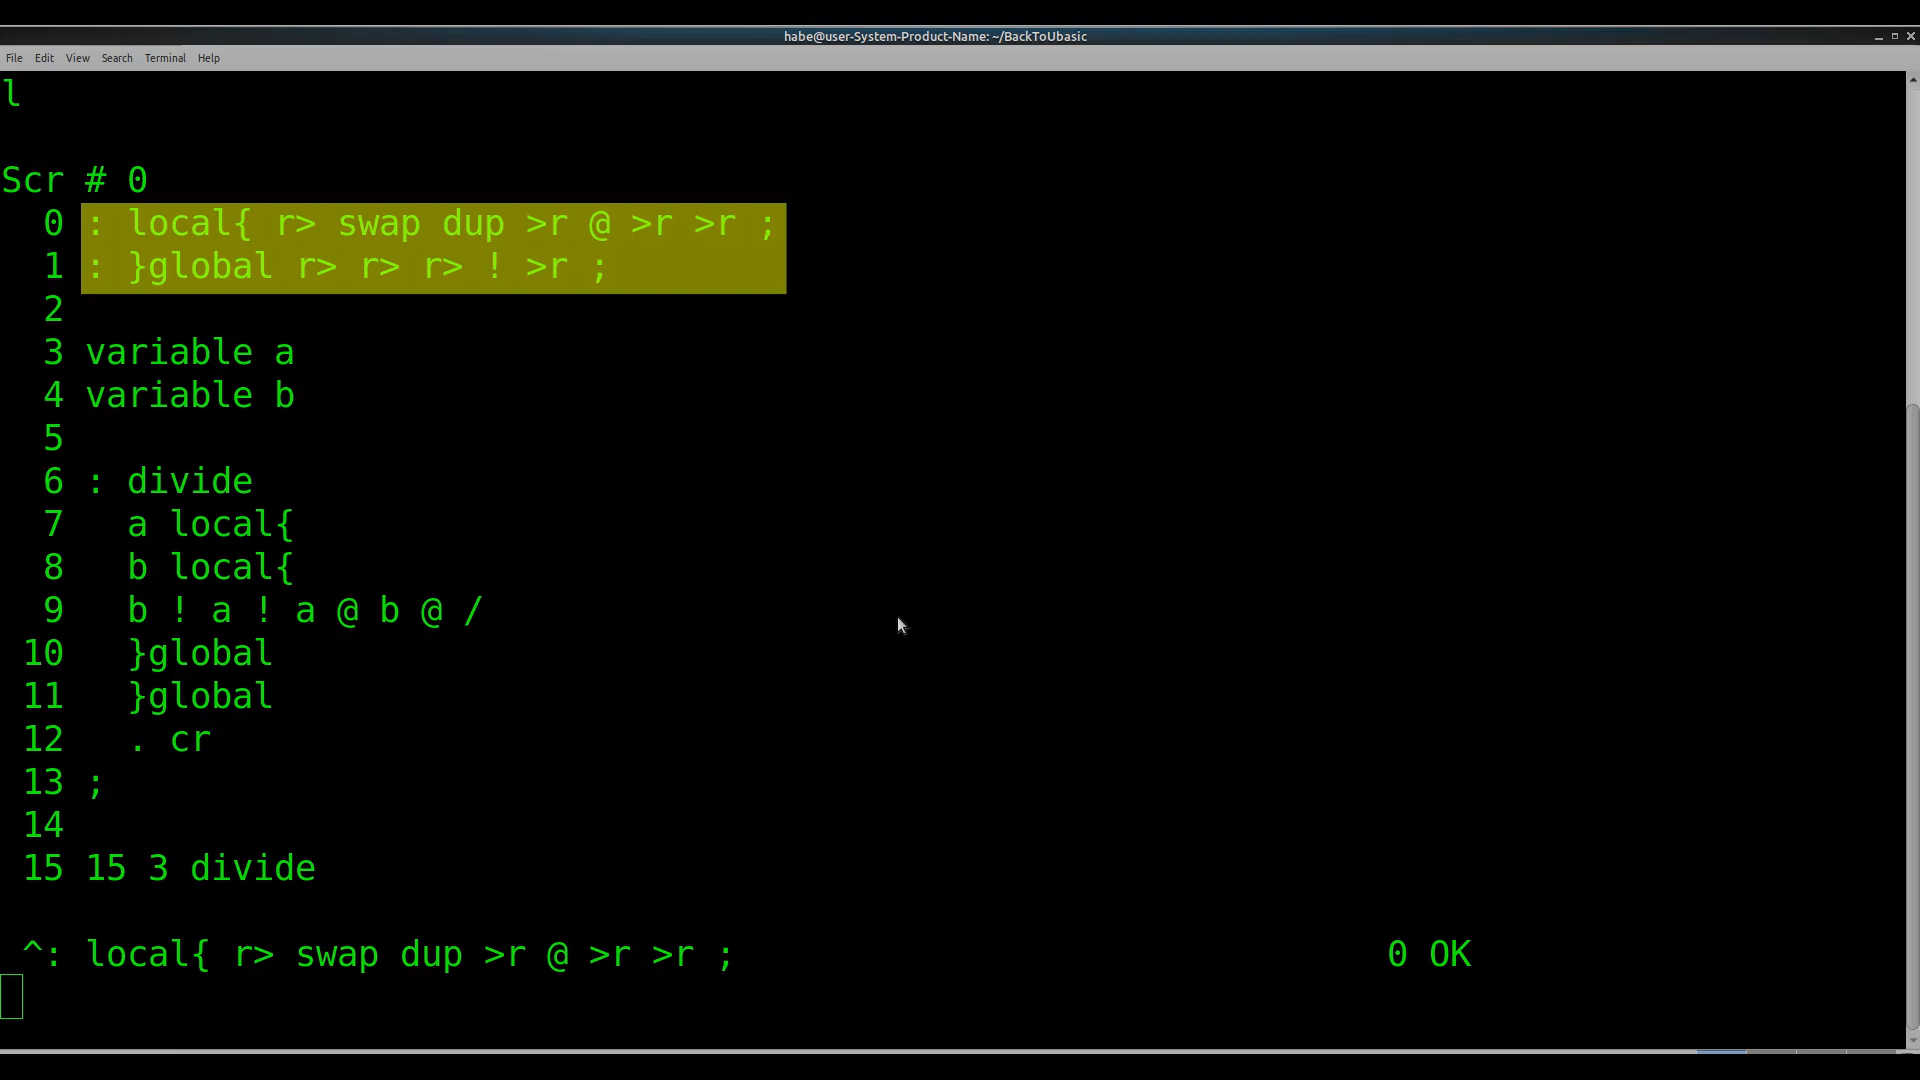 habe@user-System-Product-Name: ~/BackToUbasic
File Edit View Search Terminal Help
l
Scr # 0
0 : local{ r> swap dup >r @ >r >r ;
1 : }global r> r> r> ! >r ;
2
3 variable a
4 variable b
5
6 : divide
7 a local{
8 b local{
9 b ! a ! a @ b @ /
10 }global
11 }global
12 . cr
13 ;
14
15 15 3 divide
^: local{ r> swap dup >r @ >r >r ; 0 OK